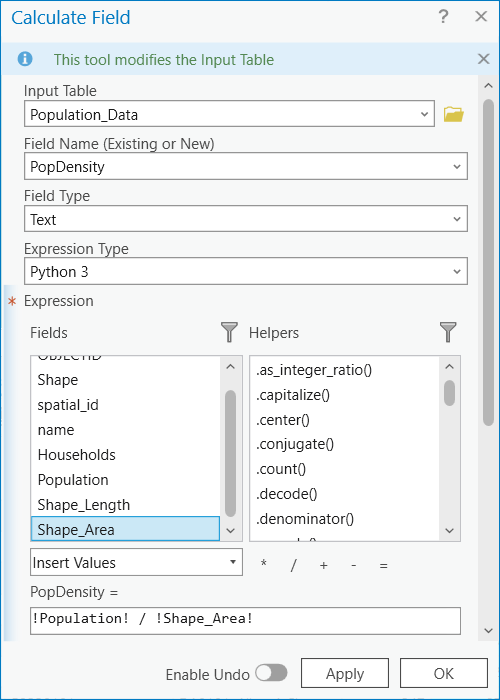 Calculate Field
?
This tool modifies the Input Table
Input Table
Population_Data
Field Name (Existing or New)
PopDensity
Field Type
Text
Expression Type
Python 3
* Expression
Fields
Helpers
OBJECTID
Shape
spatial_id
name
Households
Population
Shape_Length
Shape_Area
.as_integer_ratio()
.capitalize()
.center()
.conjugate()
.count()
.decode()
.denominator()
Insert Values
* / + - =
PopDensity =
!Population! / !Shape_Area!
Enable Undo
Apply
OK